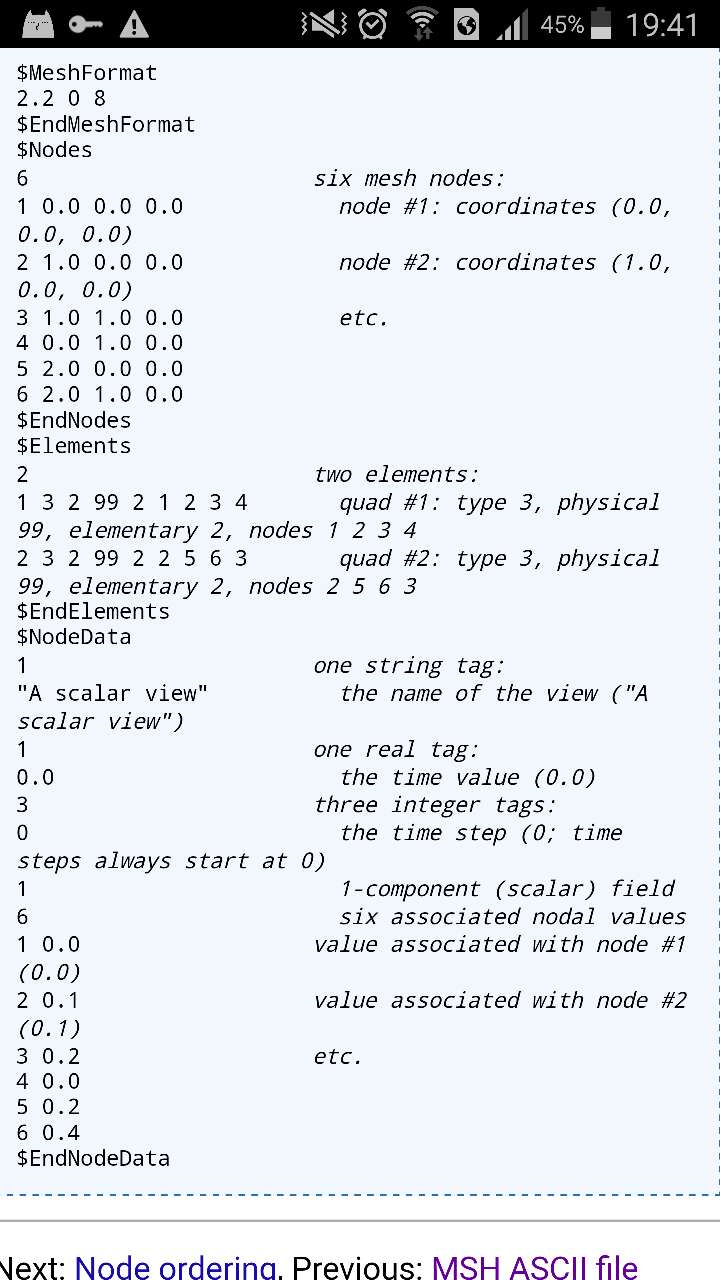 45% 19:41
$MeshFormat
2.2 0 8
$EndMeshFormat
$Nodes
6 six mesh nodes:
1 0.0 0.0 0.0 node #1: coordinates (0.0,
0.0, 0.0)
2 1.0 0.0 0.0 node #2: coordinates (1.0,
0.0, 0.0)
3 1.0 1.0 0.0 etc.
4 0.0 1.0 0.0
5 2.0 0.0 0.0
6 2.0 1.0 0.0
$EndNodes
$Elements
2 two elements:
1 3 2 99 2 1 2 3 4 quad #1: type 3, physical
99, elementary 2, nodes 1 2 3 4
2 3 2 99 2 2 5 6 3 quad #2: type 3, physical
99, elementary 2, nodes 2 5 6 3
$EndElements
$NodeData
1 one string tag:
"A scalar view" the name of the view ("A
scalar view")
1 one real tag:
0.0 the time value (0.0)
3 three integer tags:
0 the time step (0; time
steps always start at 0)
1 1-component (scalar) field
6 six associated nodal values
1 0.0 value associated with node #1
(0.0)
2 0.1 value associated with node #2
(0.1)
3 0.2 etc.
4 0.0
5 0.2
6 0.4
$EndNodeData
Next: Node ordering, Previous: MSH ASCII file